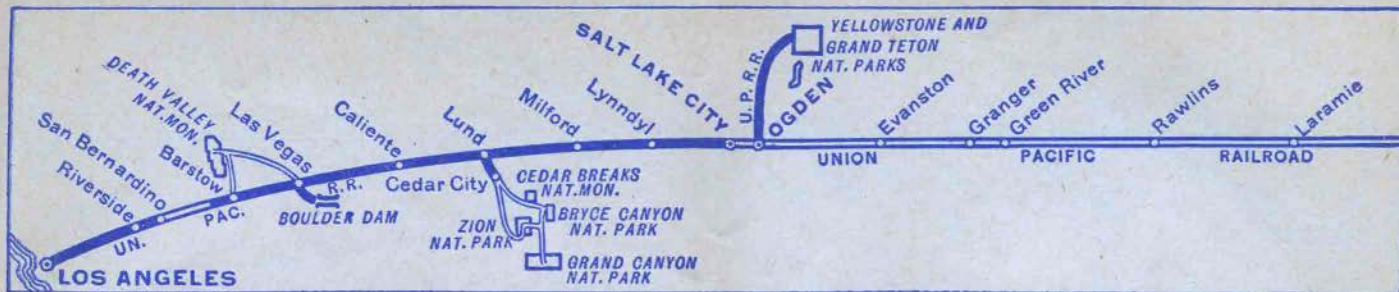 LOS ANGELES
Riverside
San Bernardino
Barstow
DEATH VALLEY
NAT. MON.
Las Vegas
BOULDER DAM
Caliente
UN. PAC. R.R.
Lund
Cedar City
CEDAR BREAKS
NAT. MON.
ZION
NAT. PARK
BRYCE CANYON
NAT. PARK
GRAND CANYON
NAT. PARK
Milford
Lynndyl
SALT LAKE CITY
OGDEN
U. P. R. R.
YELLOWSTONE AND
GRAND TETON
NAT. PARKS
Evanston
Granger
Green River
Rawlins
Laramie
UNION PACIFIC RAILROAD